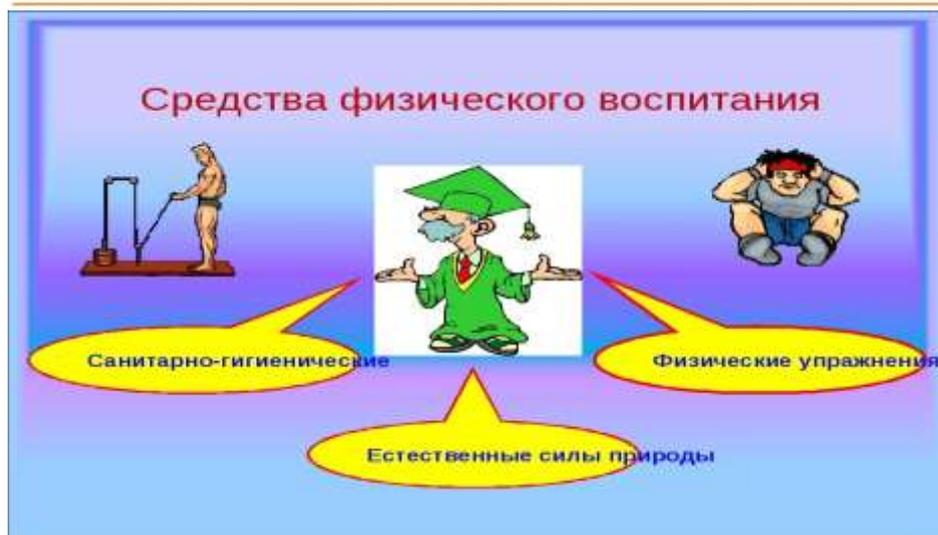 Средства физического воспитания
Санитарно-гигиенические
Физические упражнения
Естественные силы природы